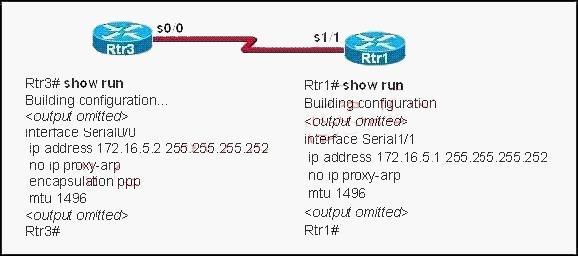 s0/0
s1/1
Rtr3
Rtr1
Rtr3# show run
Building configuration...
<output omitted>
interface Serial0/0
ip address 172.16.5.2 255.255.255.252
no ip proxy-arp
encapsulation ppp
mtu 1496
<output omitted>
Rtr3#
Rtr1# show run
Building configuration
<output omitted>
interface Serial1/1
ip address 172.16.5.1 255.255.255.252
no ip proxy-arp
mtu 1496
<output omitted>
Rtr1#